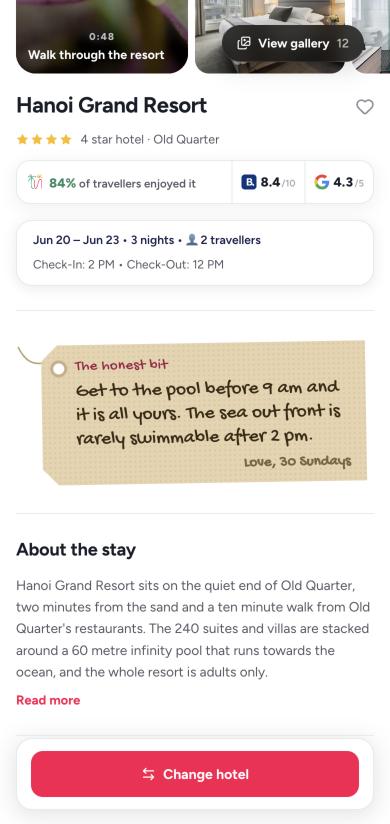 0:48
Walk through the resort
View gallery 12
Hanoi Grand Resort
4 star hotel · Old Quarter
84% of travellers enjoyed it
B. 8.4/10
G 4.3/5
Jun 20 – Jun 23 • 3 nights • 2 travellers
Check-In: 2 PM • Check-Out: 12 PM
The honest bit
Get to the pool before 9 am and
it is all yours. The sea out front is
rarely swimmable after 2 pm.
Love, 30 Sundays
About the stay
Hanoi Grand Resort sits on the quiet end of Old Quarter,
two minutes from the sand and a ten minute walk from Old
Quarter's restaurants. The 240 suites and villas are stacked
around a 60 metre infinity pool that runs towards the
ocean, and the whole resort is adults only.
Read more
Change hotel